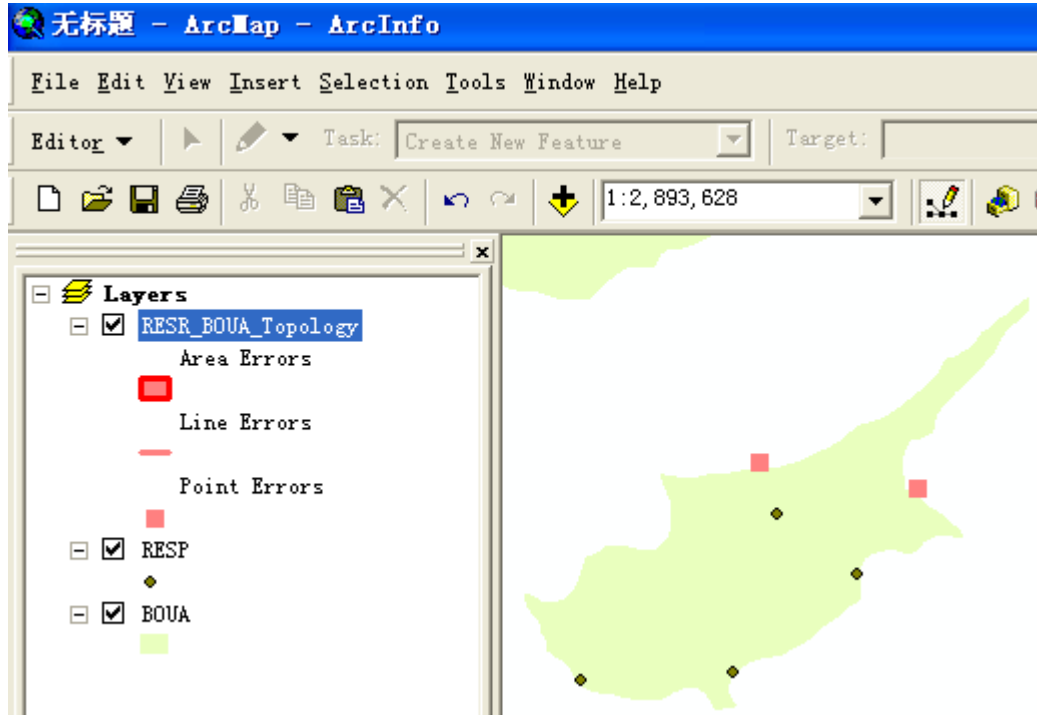 无标题 - ArcMap - ArcInfo
File Edit View Insert Selection Tools Window Help
Editor Task: Create New Feature Target:
1:2,893,628
Layers
RESR_BOUA_Topology
Area Errors
Line Errors
Point Errors
RESP
BOUA